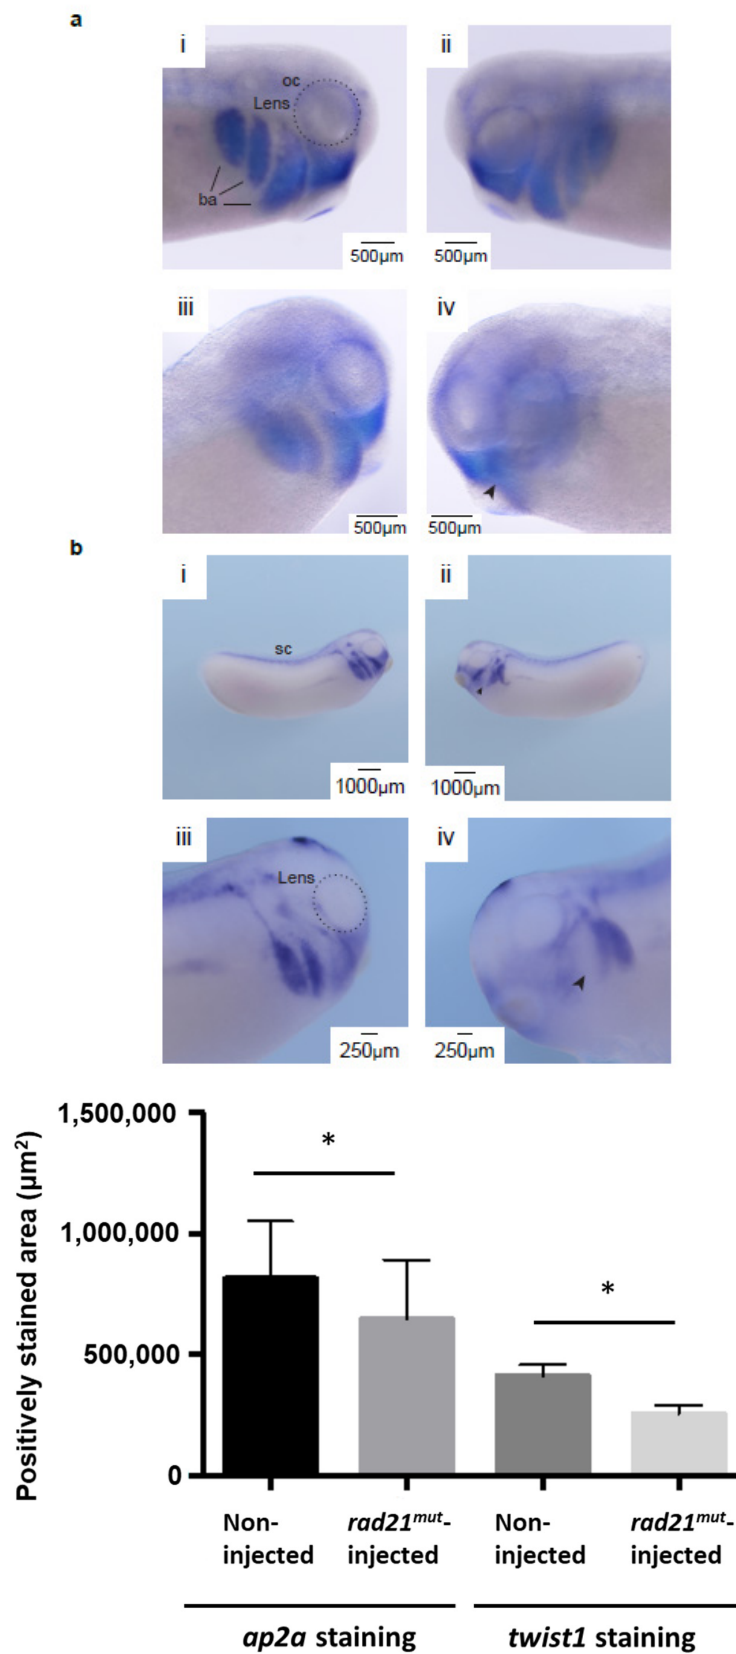 a
i
ii
oc
Lens
ba
500µm
500µm
iii
iv
500µm
500µm
b
i
ii
sc
1000µm
1000µm
iii
iv
Lens
250µm
250µm
1,500,000
1,000,000
500,000
0
Positively stained area (µm²)
*
*
Non-
injected
rad21ᵐᵘᵗ-
injected
Non-
injected
rad21ᵐᵘᵗ-
injected
ap2a staining
twist1 staining